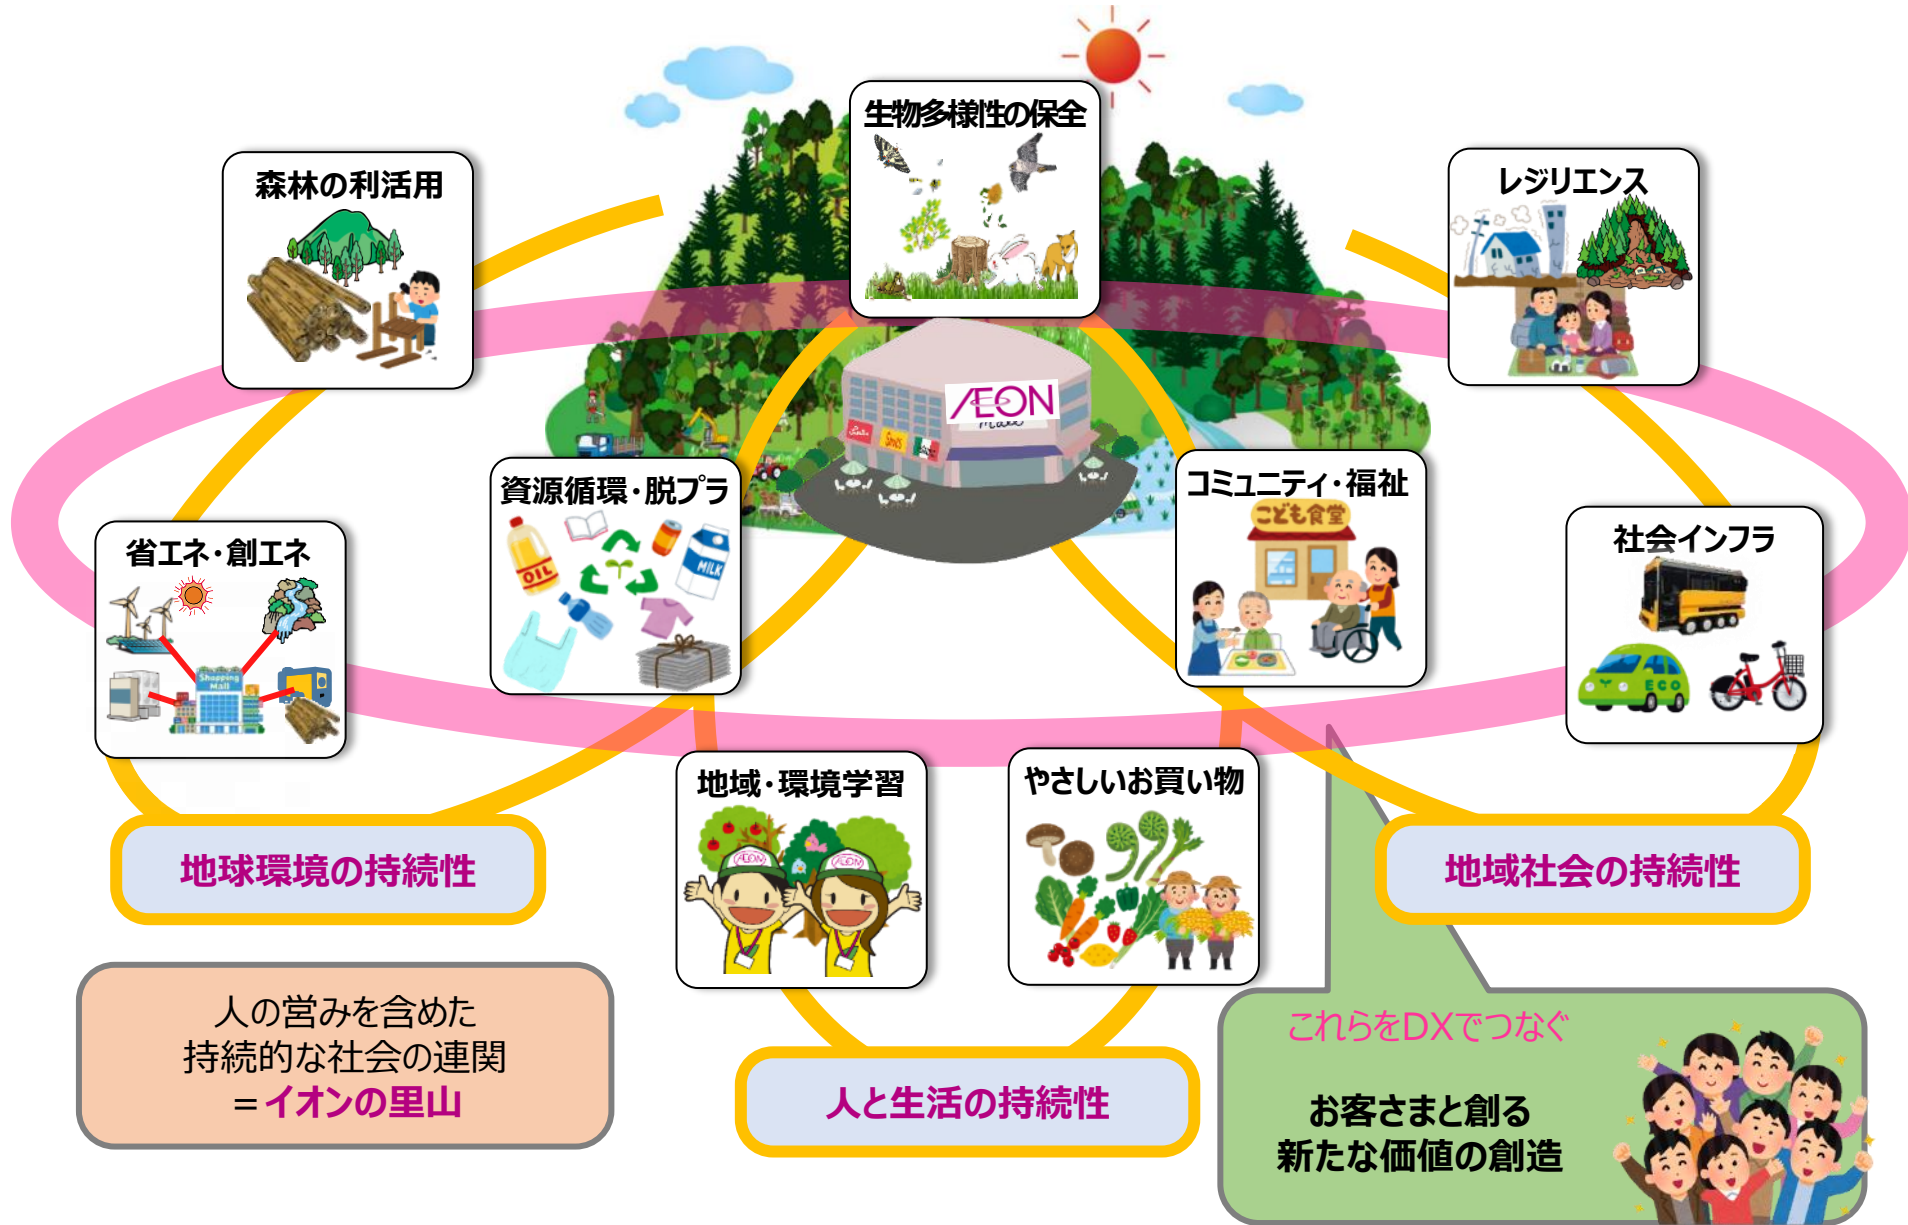 生物多様性の保全
森林の利活用
レジリエンス
ÆON
資源循環・脱プラ
OIL
MILK
コミュニティ・福祉
こども食堂
省エネ・創エネ
Shopping
Mall
社会インフラ
ECO
地域・環境学習
ÆON
ÆON
やさしいお買い物
地球環境の持続性
地域社会の持続性
人と生活の持続性
人の営みを含めた
持続的な社会の連関
=イオンの里山
これらをDXでつなぐ
お客さまと創る
新たな価値の創造